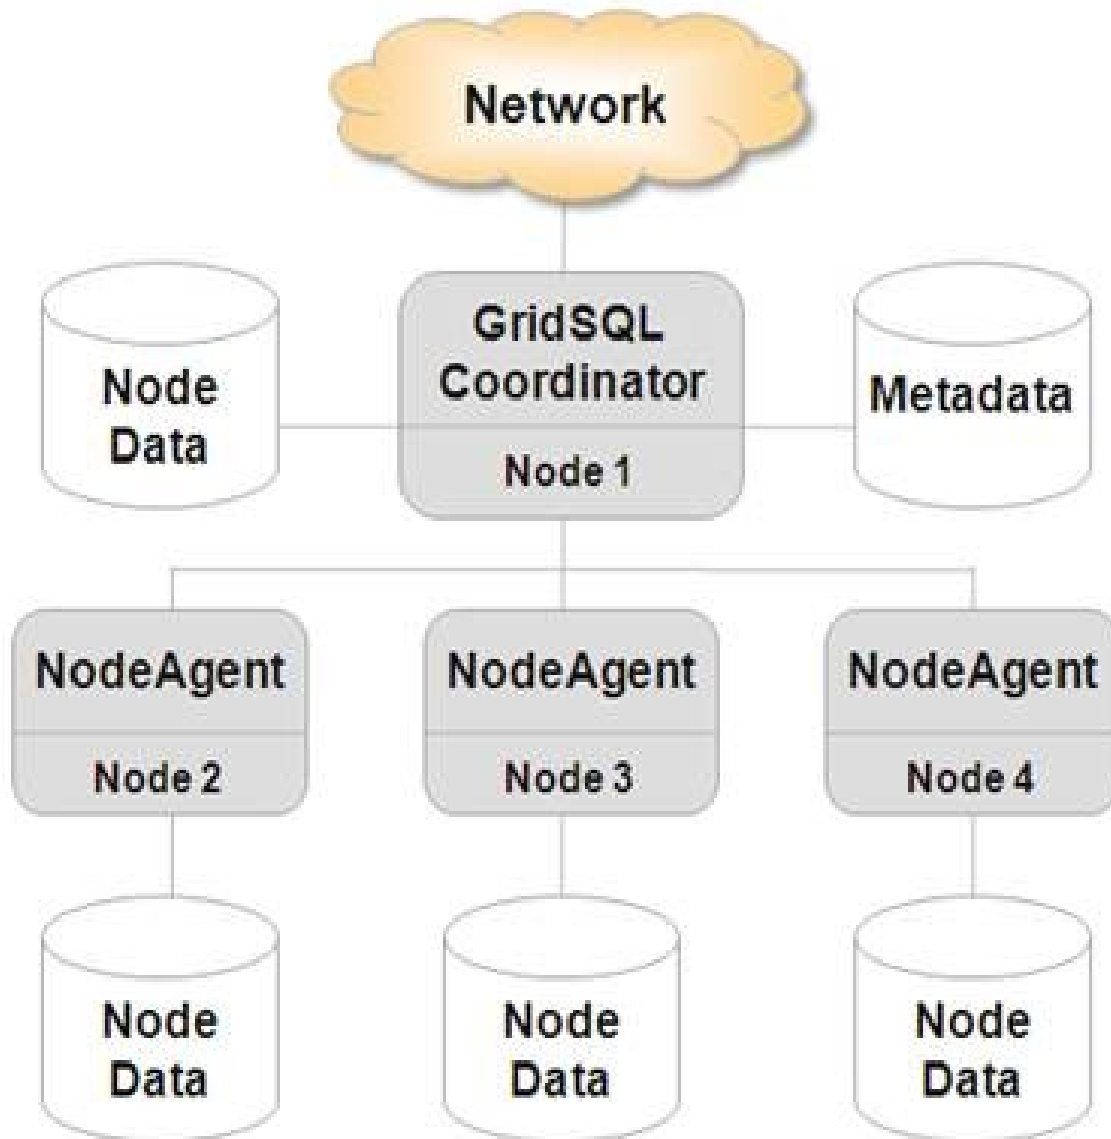 Network
GridSQL
Coordinator
Node 1
Node
Data
Metadata
NodeAgent
Node 2
NodeAgent
Node 3
NodeAgent
Node 4
Node
Data
Node
Data
Node
Data